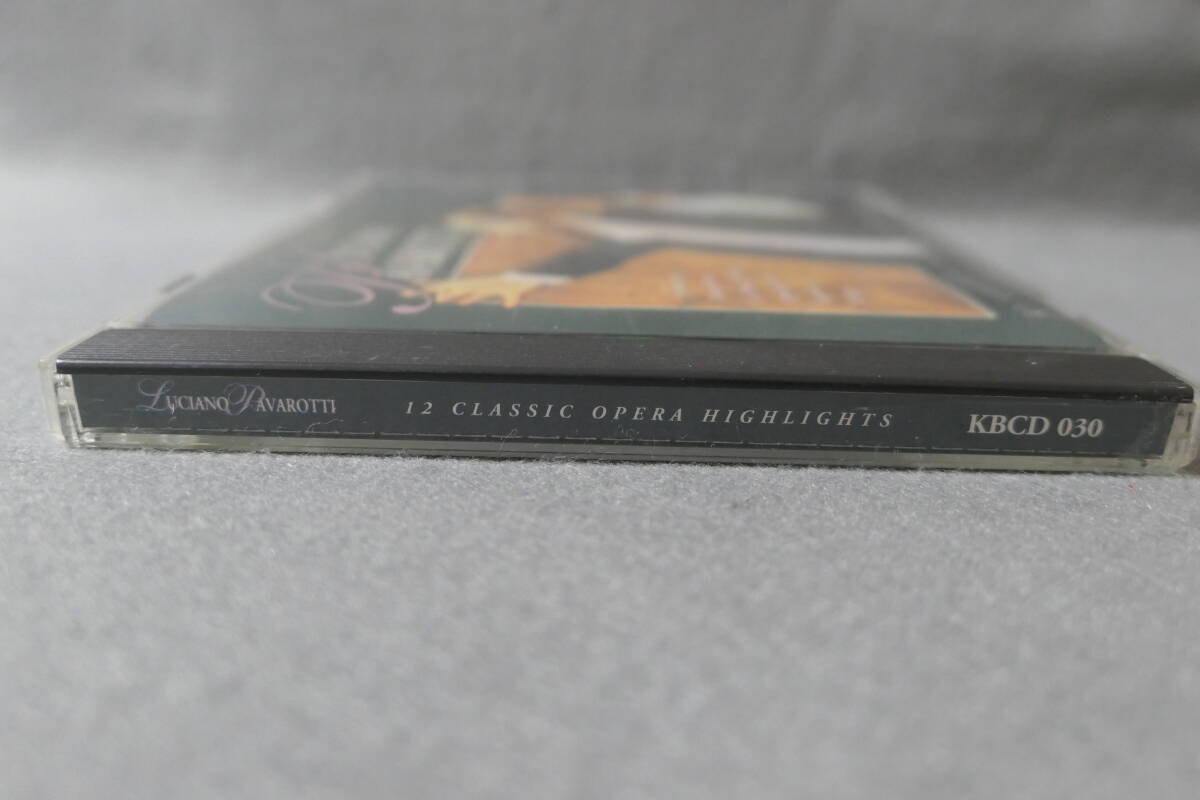 LUCIANO PAVAROTTI 12 CLASSIC OPERA HIGHLIGHTS KBCD 030